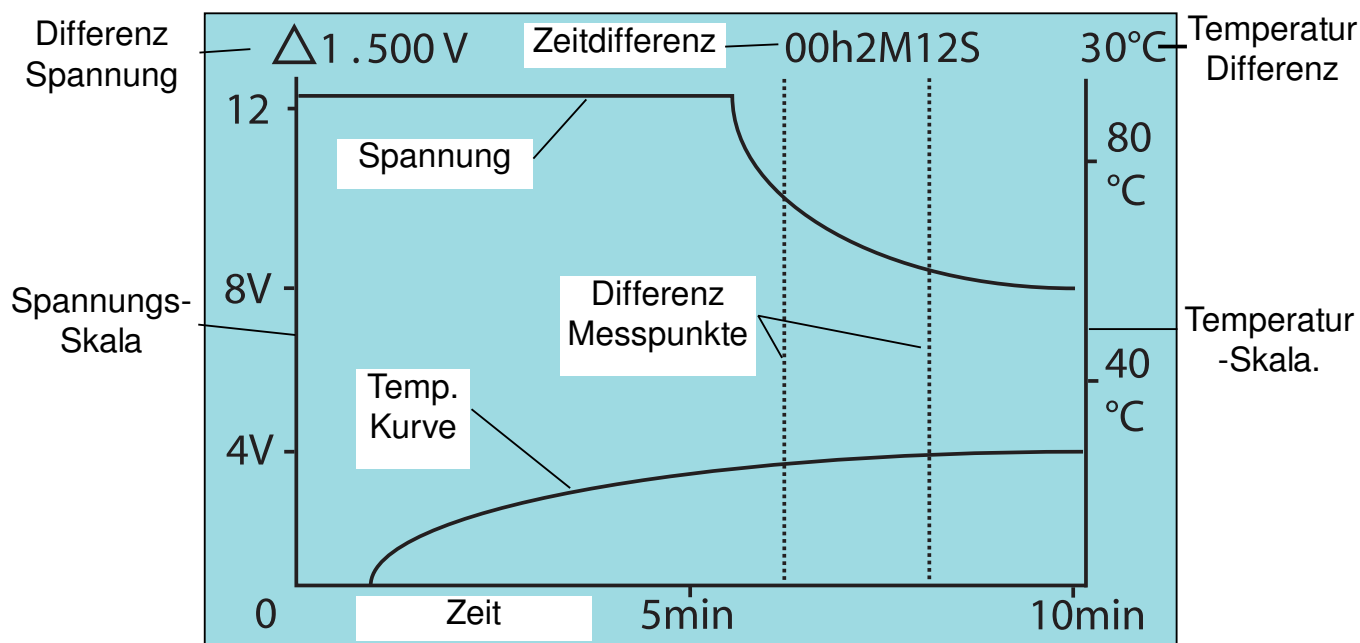 Differenz
Spannung
△1.500 V
Zeitdifferenz
00h2M12S
30°C
Temperatur
Differenz
12
Spannung
80
°C
8V
Spannungs-
Skala
Differenz
Messpunkte
Temperatur
-Skala.
40
°C
Temp.
Kurve
4V
0
Zeit
5min
10min